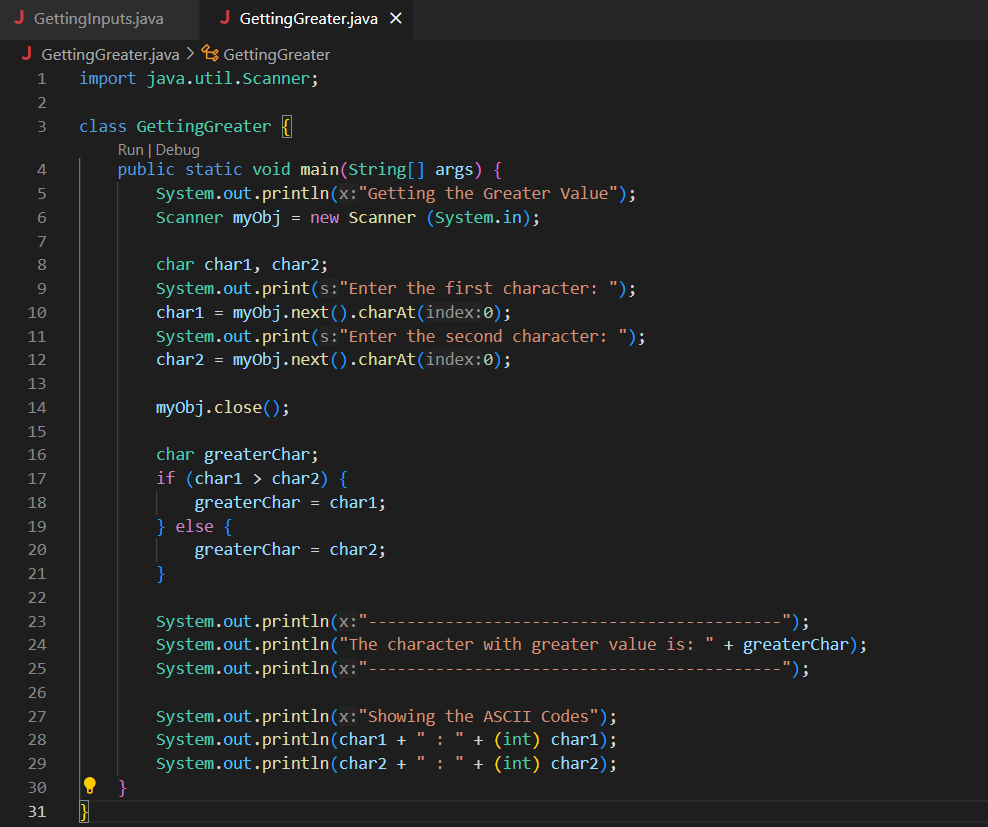 J GettingInputs.java J GettingGreater.java ×
J GettingGreater.java > GettingGreater
1 import java.util.Scanner;
2
3 class GettingGreater {
Run | Debug
4 public static void main(String[] args) {
5 System.out.println(x:"Getting the Greater Value");
6 Scanner myObj = new Scanner (System.in);
7
8 char char1, char2;
9 System.out.print(s:"Enter the first character: ");
10 char1 = myObj.next().charAt(index:0);
11 System.out.print(s:"Enter the second character: ");
12 char2 = myObj.next().charAt(index:0);
13
14 myObj.close();
15
16 char greaterChar;
17 if (char1 > char2) {
18 greaterChar = char1;
19 } else {
20 greaterChar = char2;
21 }
22
23 System.out.println(x:"-------------------------------------------");
24 System.out.println("The character with greater value is: " + greaterChar);
25 System.out.println(x:"-------------------------------------------");
26
27 System.out.println(x:"Showing the ASCII Codes");
28 System.out.println(char1 + " : " + (int) char1);
29 System.out.println(char2 + " : " + (int) char2);
30 }
31 }